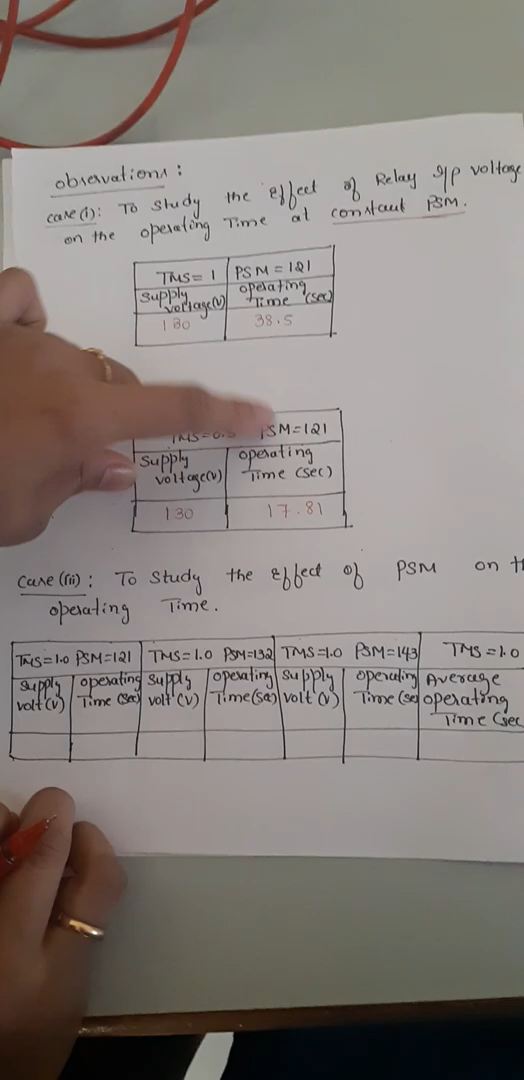 observations:
case(i): To study the effect of Relay I/p voltage
on the operating Time at constant PSM.
TMS= 1 PSM=121
supply voltage(v) operating Time (sec)
130 38.5
PSM=121
supply voltage(v) operating Time (sec)
130 17.81
case(iii): To study the effect of PSM on
operating Time.
TMS=1.0 PSM=121 TMS=1.0 PSM=132 TMS=1.0 PSM=143 TMS=1.0
supply volt(v) operating Time (sec) supply volt(v) operating Time(sec) supply volt(v) operating Time(sec Average operating Time (sec